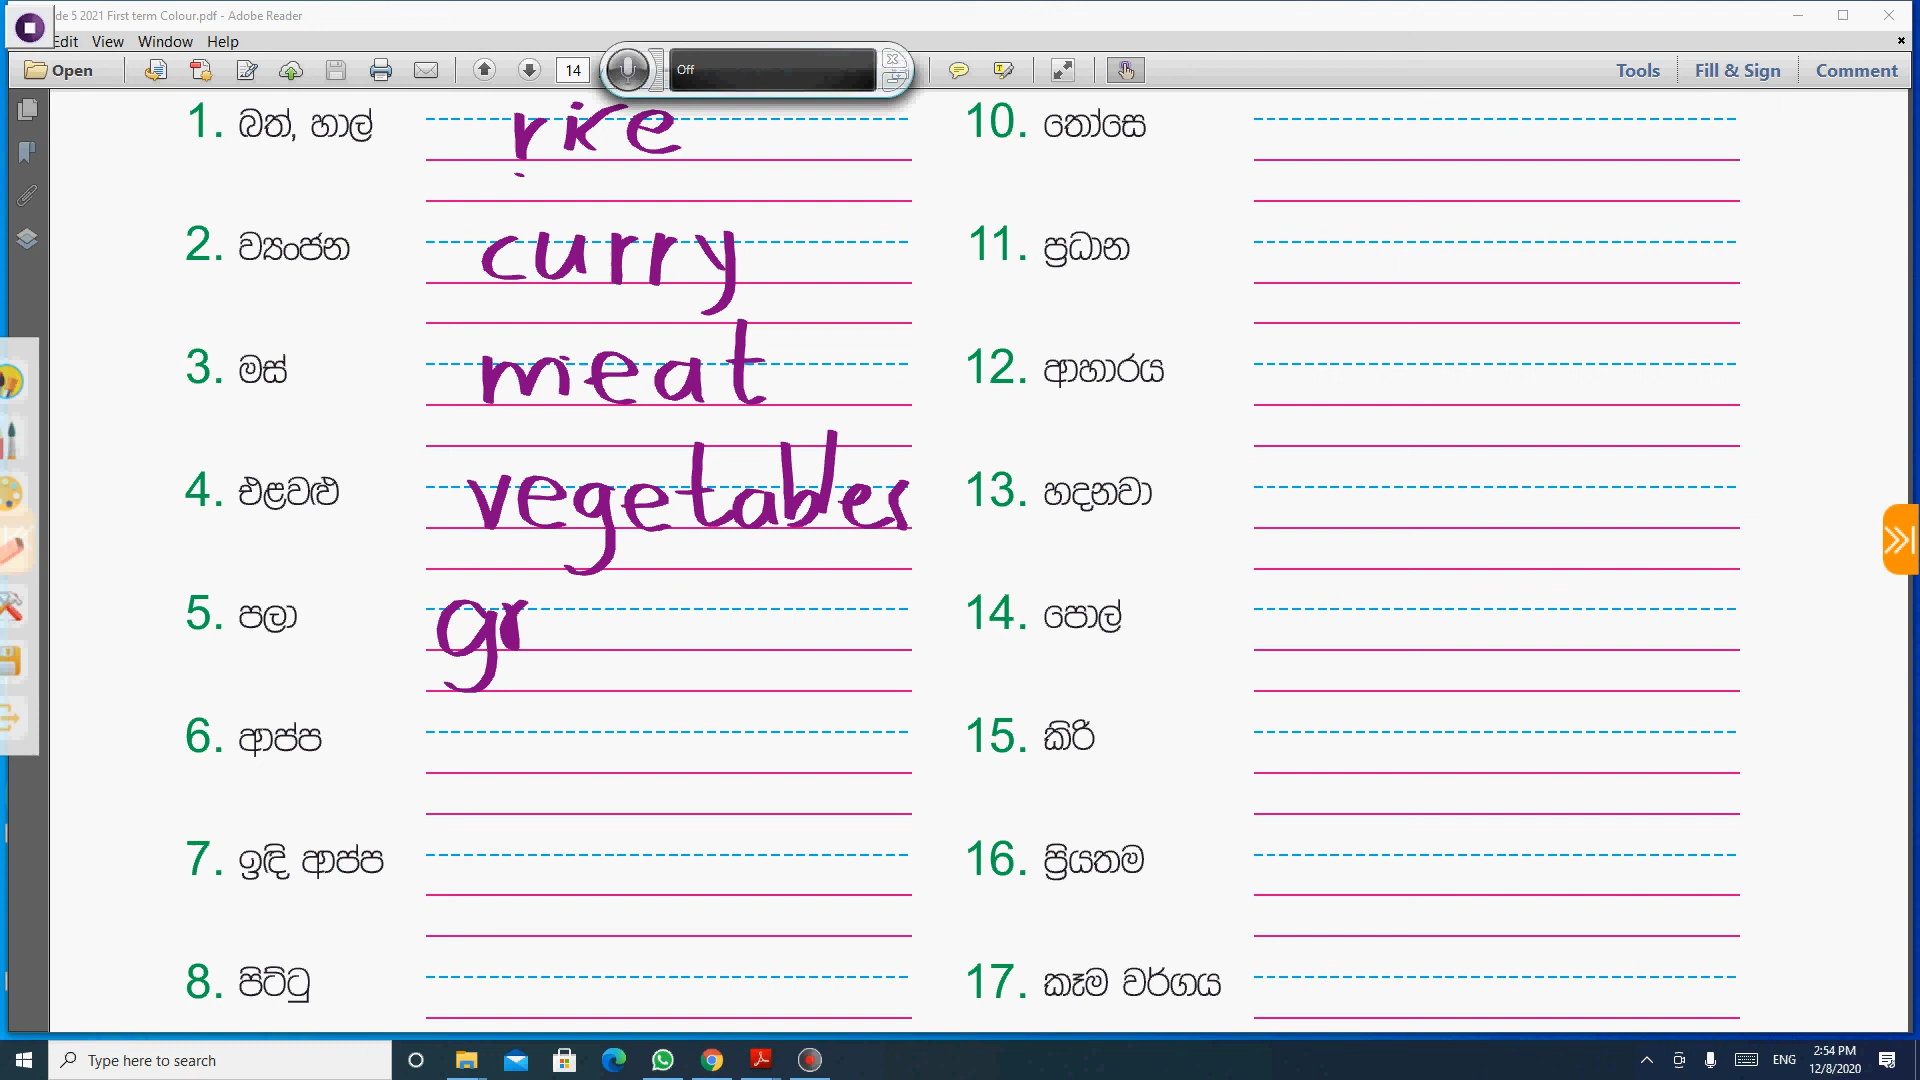 de 5 2021 First term Colour.pdf - Adobe Reader
Edit View Window Help
Open 14 Off Tools Fill & Sign Comment
1. බත්, හාල් rice
2. ව්‍යංජන curry
3. මස් meat
4. එළවළු vegetables
5. පලා gr
6. ආප්ප
7. ඉඳි ආප්ප
8. පිට්ටු
10. තෝසෙ
11. ප්‍රධාන
12. ආහාරය
13. හදනවා
14. පොල්
15. කිරි
16. ප්‍රියතම
17. කෑම වර්ගය
Type here to search
ENG
2:54 PM
12/8/2020